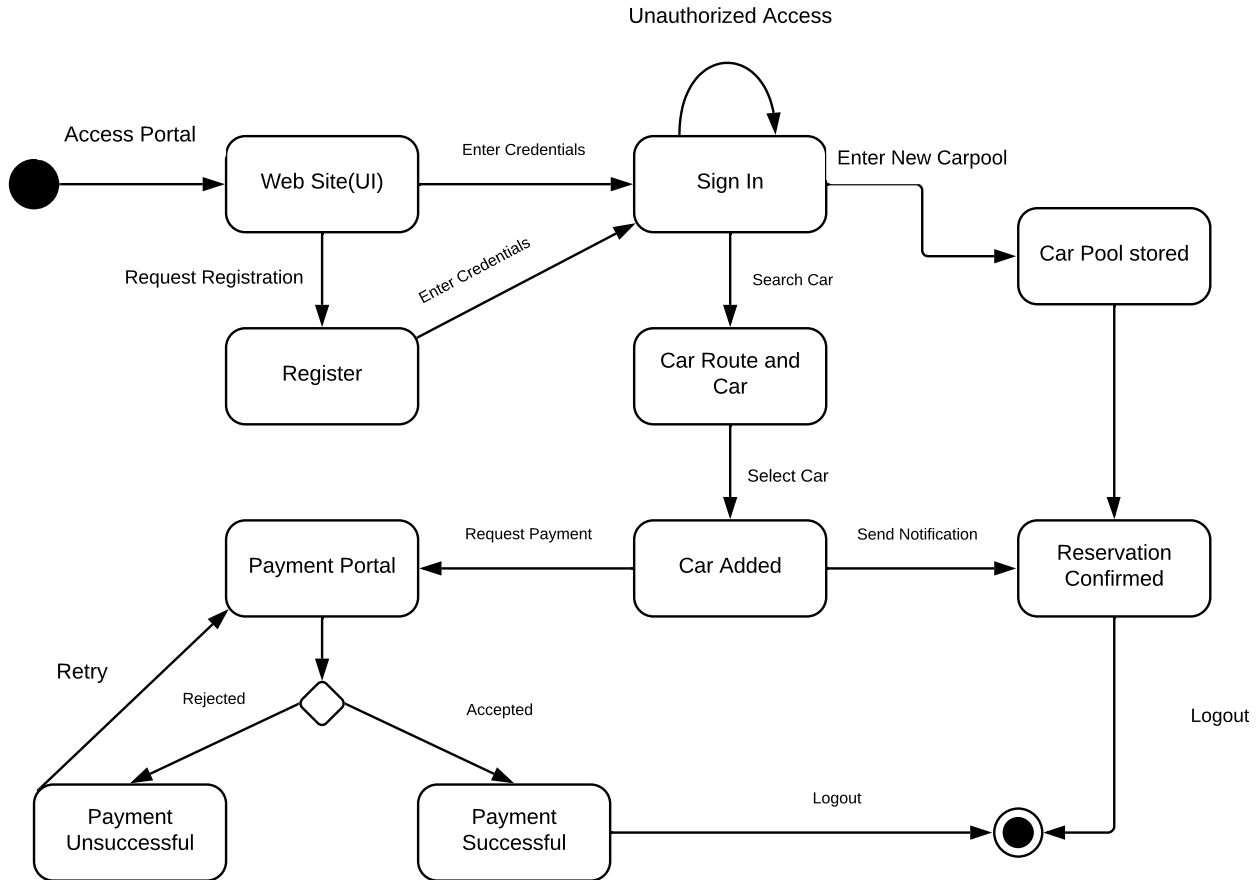 Unauthorized Access
Access Portal
Enter Credentials
Enter New Carpool
Web Site(UI)
Sign In
Car Pool stored
Request Registration
Enter Credentials
Search Car
Register
Car Route and
Car
Select Car
Request Payment
Send Notification
Payment Portal
Car Added
Reservation
Confirmed
Retry
Rejected
Accepted
Logout
Logout
Payment
Unsuccessful
Payment
Successful